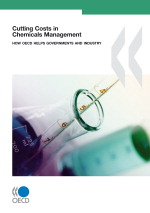 Cutting Costs in
Chemicals Management
HOW OECD HELPS GOVERNMENTS AND INDUSTRY
OECD